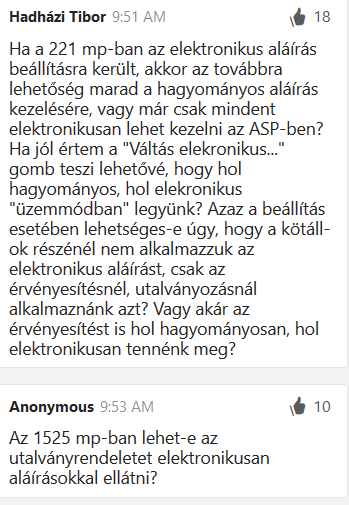 Hadházi Tibor 9:51 AM 18
Ha a 221 mp-ban az elektronikus aláírás
beállításra került, akkor az továbbra
lehetőség marad a hagyományos aláírás
kezelésére, vagy már csak mindent
elektronikusan lehet kezelni az ASP-ben?
Ha jól értem a "Váltás elekronikus..."
gomb teszi lehetővé, hogy hol
hagyományos, hol elekronikus
"üzemmódban" legyünk? Azaz a beállítás
esetében lehetséges-e úgy, hogy a kötáll-
ok részénél nem alkalmazzuk az
elektronikus aláírást, csak az
érvényesítésnél, utalványozásnál
alkalmaznánk azt? Vagy akár az
érvényesítést is hol hagyományosan, hol
elektronikusan tennénk meg?
Anonymous 9:53 AM 10
Az 1525 mp-ban lehet-e az
utalványrendeletet elektronikusan
aláírásokkal ellátni?